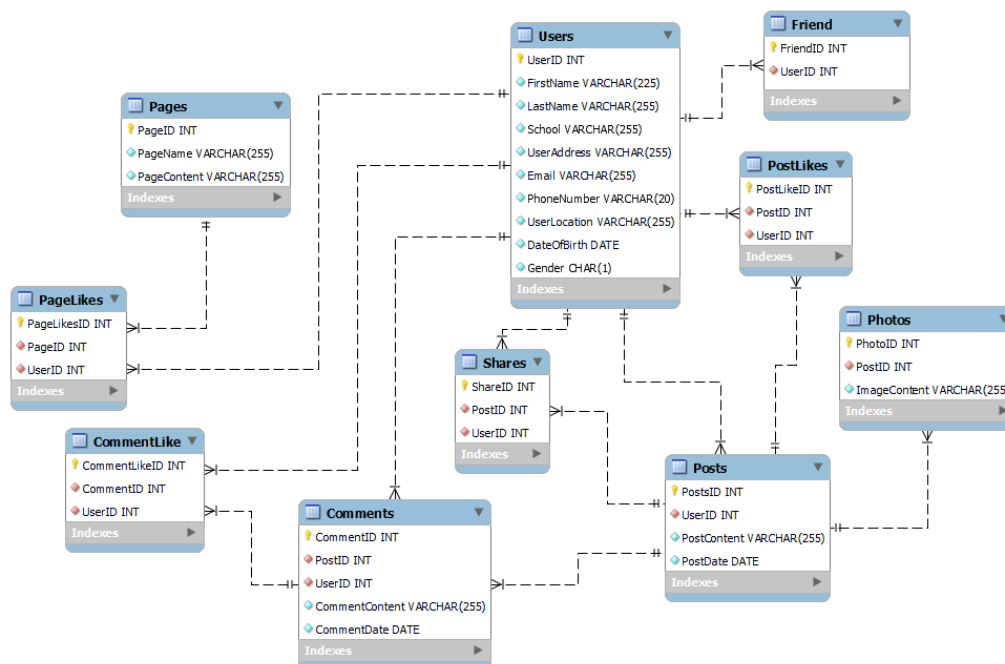 Users
UserID INT
FirstName VARCHAR(225)
LastName VARCHAR(255)
School VARCHAR(255)
UserAddress VARCHAR(255)
Email VARCHAR(255)
PhoneNumber VARCHAR(20)
UserLocation VARCHAR(255)
DateOfBirth DATE
Gender CHAR(1)
Indexes
Friend
FriendID INT
UserID INT
Indexes
Pages
PageID INT
PageName VARCHAR(255)
PageContent VARCHAR(255)
Indexes
PostLikes
PostLikeID INT
PostID INT
UserID INT
Indexes
PageLikes
PageLikesID INT
PageID INT
UserID INT
Indexes
Photos
PhotoID INT
PostID INT
ImageContent VARCHAR(255
Indexes
Shares
ShareID INT
PostID INT
UserID INT
Indexes
CommentLike
CommentLikeID INT
CommentID INT
UserID INT
Indexes
Posts
PostsID INT
UserID INT
PostContent VARCHAR(255)
PostDate DATE
Indexes
Comments
CommentID INT
PostID INT
UserID INT
CommentContent VARCHAR(255)
CommentDate DATE
Indexes